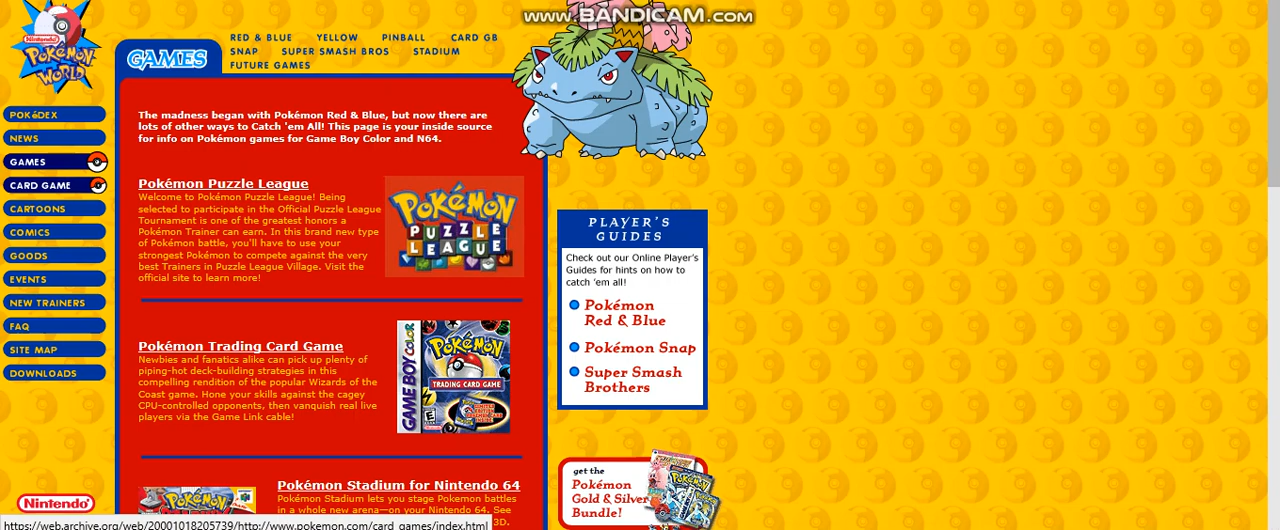 www.BANDICAM.com
Nintendo
POKéMON
WORLD
GAMES
RED & BLUE YELLOW PINBALL CARD GB
SNAP SUPER SMASH BROS STADIUM
FUTURE GAMES
POKéDEX
NEWS
GAMES
CARD GAME
CARTOONS
COMICS
GOODS
EVENTS
NEW TRAINERS
FAQ
SITE MAP
DOWNLOADS
Nintendo
The madness began with Pokémon Red & Blue, but now there are
lots of other ways to Catch 'em All! This page is your inside source
for info on Pokémon games for Game Boy Color and N64.
Pokémon Puzzle League
Welcome to Pokémon Puzzle League! Being
selected to participate in the Official Puzzle League
Tournament is one of the greatest honors a
Pokémon Trainer can earn. In this brand new type
of Pokémon battle, you'll have to use your
strongest Pokémon to compete against the very
best Trainers in Puzzle League Village. Visit the
official site to learn more!
POKéMON
PUZZLE
LEAGUE
Pokémon Trading Card Game
Newbies and fanatics alike can pick up plenty of
piping-hot deck-building strategies in this
compelling rendition of the popular Wizards of the
Coast game. Hone your skills against the cagey
CPU-controlled opponents, then vanquish real live
players via the Game Link cable!
GAME BOY COLOR
POKéMON
TRADING CARD GAME
E
Pokémon Stadium for Nintendo 64
Pokémon Stadium lets you stage Pokemon battles
in a whole new arena—on your Nintendo 64. See
3D.
POKéMON
PLAYER'S
GUIDES
Check out our Online Player's
Guides for hints on how to
catch 'em all!
Pokémon
Red & Blue
Pokémon Snap
Super Smash
Brothers
get the
Pokémon
Gold & Silver
Bundle!
https://web.archive.org/web/20001018205739/http://www.pokemon.com/card_games/index.html